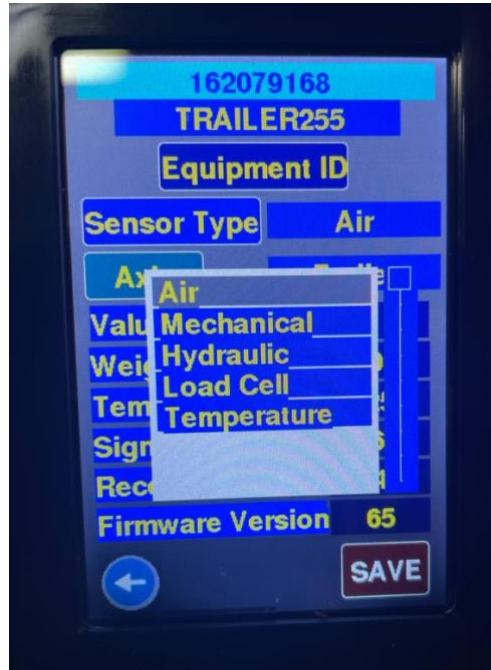 162079168
TRAILER255
Equipment ID
Sensor Type Air
Air
Mechanical
Hydraulic
Load Cell
Temperature
Firmware Version 65
SAVE